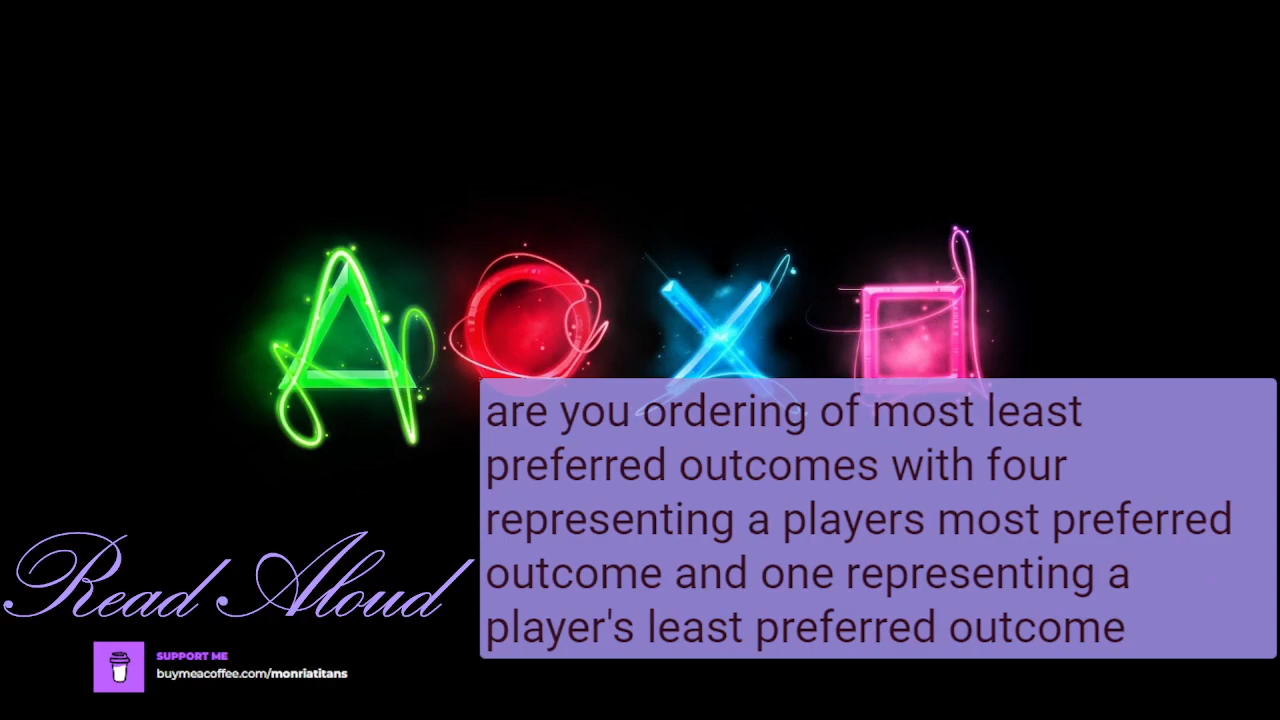 are you ordering of most least
preferred outcomes with four
representing a players most preferred
outcome and one representing a
player's least preferred outcome
Read Aloud
SUPPORT ME
buymeacoffee.com/monriatitans